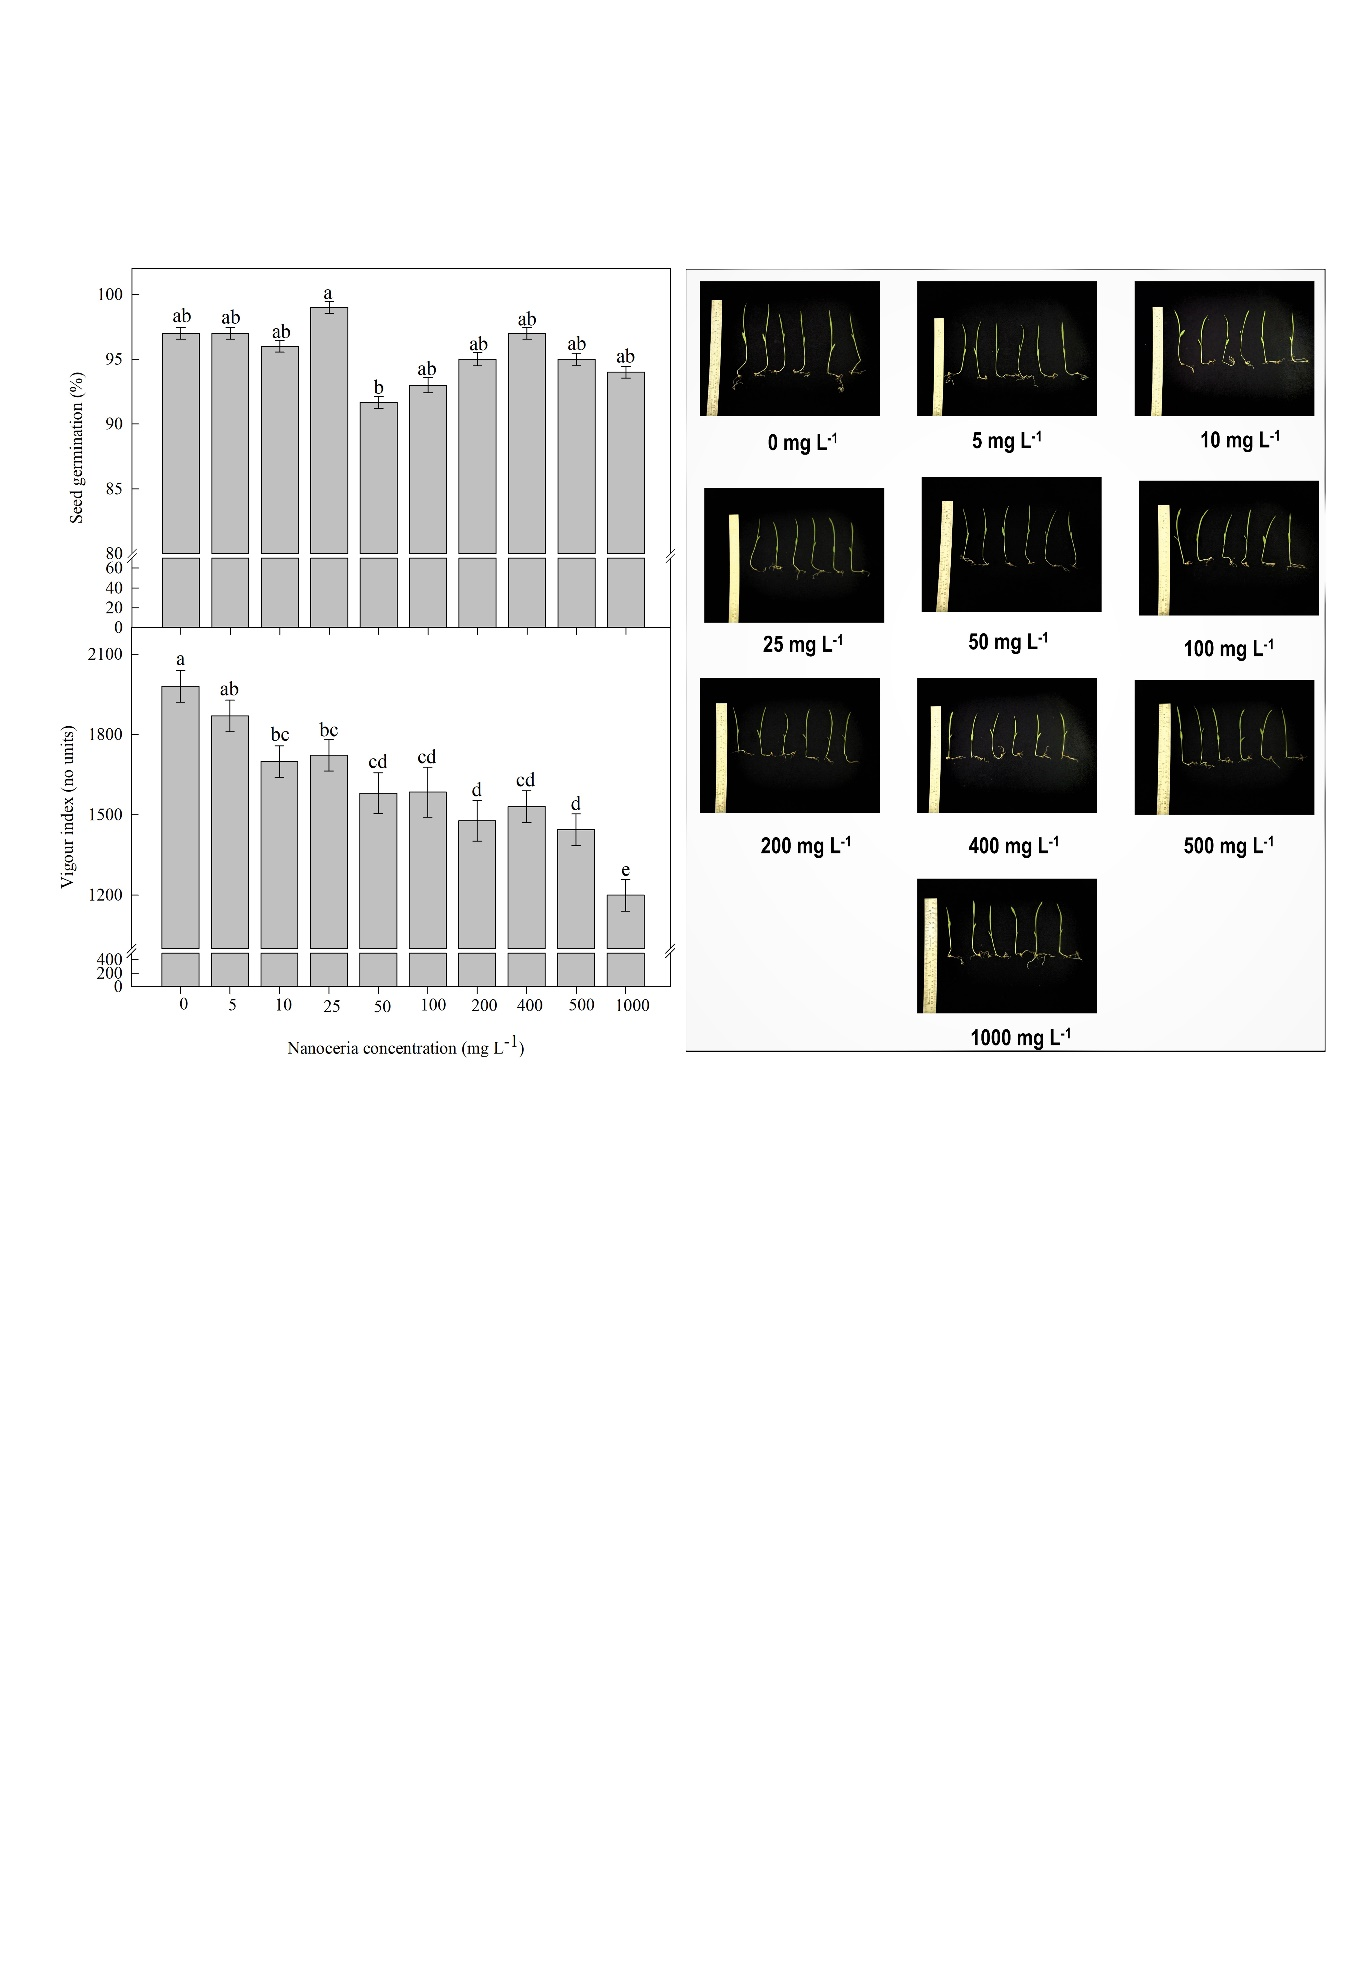 Seed germination (%)
100
95
90
85
80
60
40
20
0
ab
ab
ab
a
b
ab
ab
ab
ab
ab
Vigour index (no units)
2100
1800
1500
1200
400
200
0
a
ab
bc
bc
cd
cd
d
cd
d
e
0 5 10 25 50 100 200 400 500 1000
Nanoceria concentration (mg L-1)
0 mg L-1
5 mg L-1
10 mg L-1
25 mg L-1
50 mg L-1
100 mg L-1
200 mg L-1
400 mg L-1
500 mg L-1
1000 mg L-1